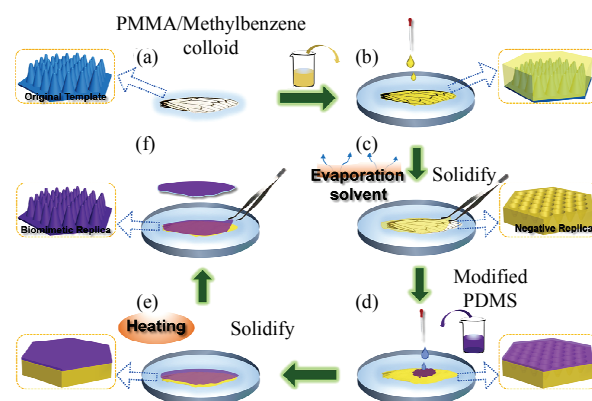 PMMA/Methylbenzene
colloid
(a)
(b)
Original Template
(f)
(c)
Evaporation
solvent
Solidify
Biomimetic Replica
Negative Replica
Modified
PDMS
(e)
(d)
Heating
Solidify